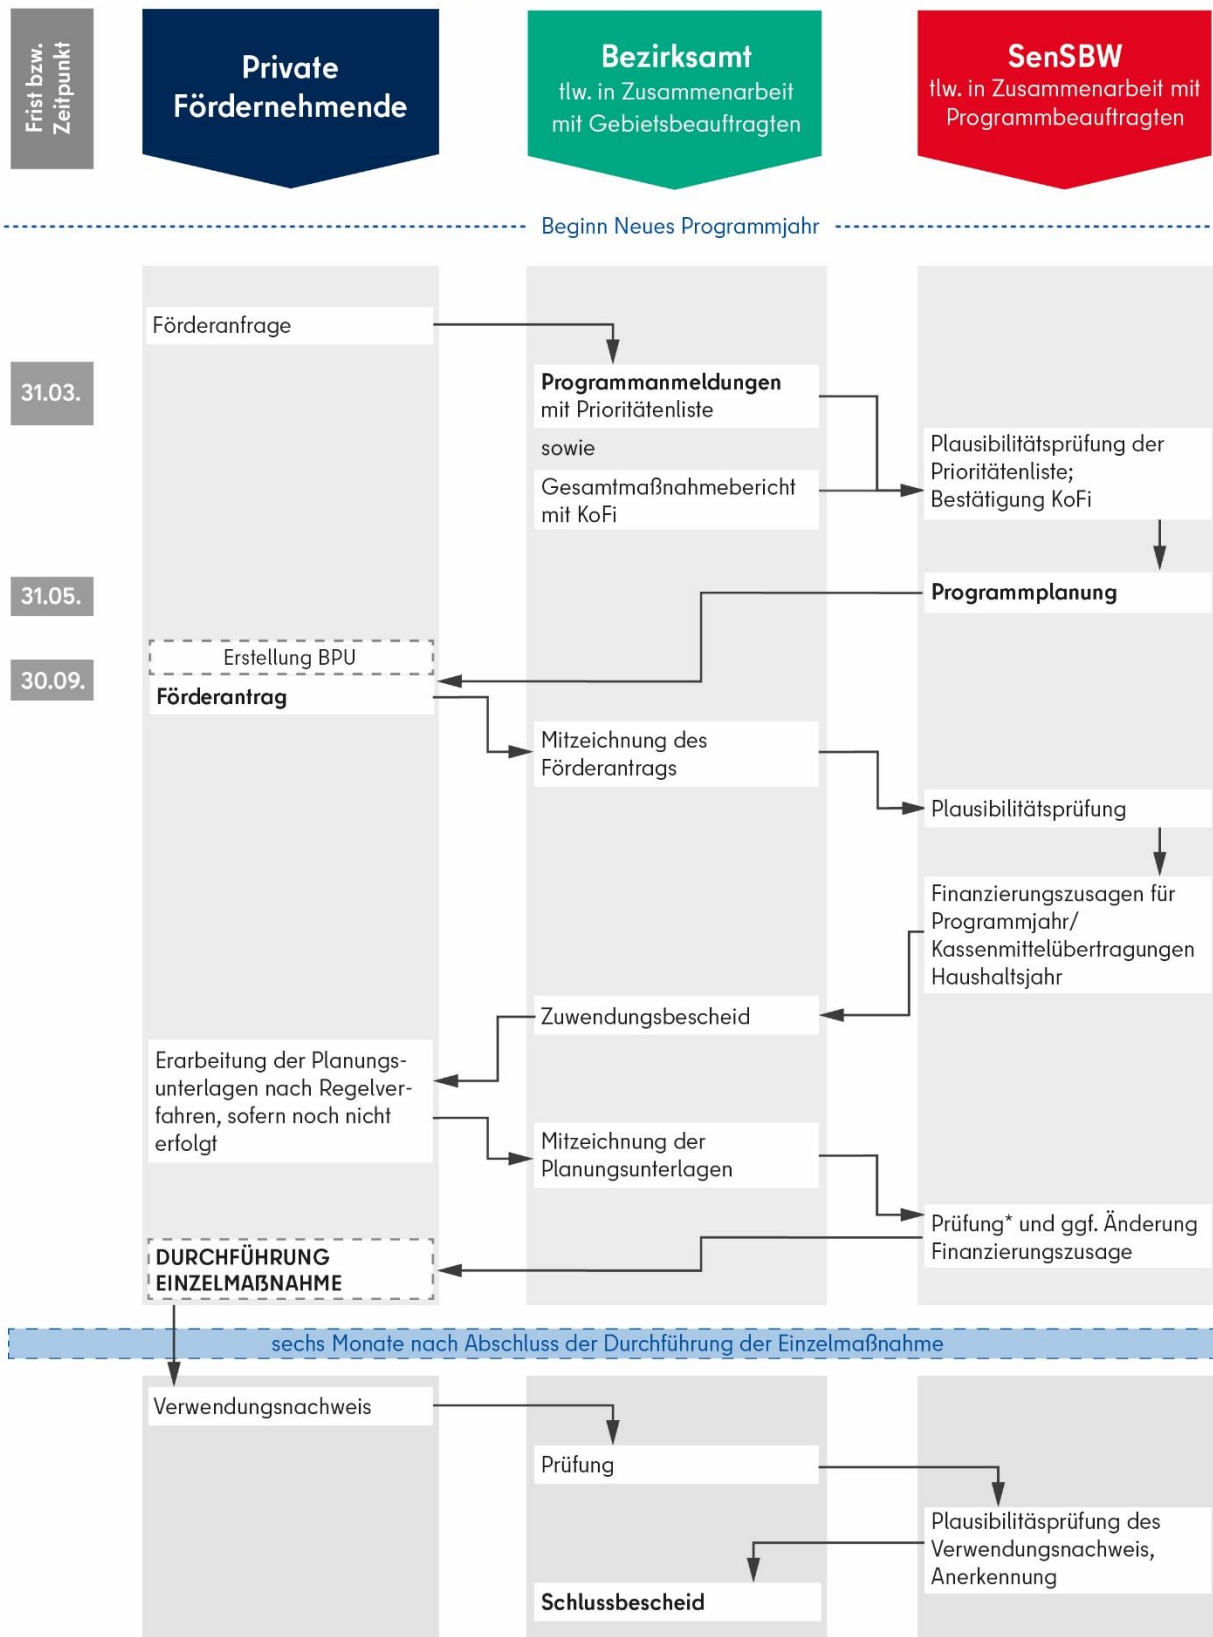 Frist bzw.
Zeitpunkt
Private
Fördernehmende
Bezirksamt
tlw. in Zusammenarbeit
mit Gebietsbeauftragten
SenSBW
tlw. in Zusammenarbeit mit
Programmbeauftragten
Beginn Neues Programmjahr
Förderanfrage
31.03.
Programmanmeldungen
mit Prioritätenliste
sowie
Gesamtmaßnahmebericht
mit KoFi
Plausibilitätsprüfung der
Prioritätenliste;
Bestätigung KoFi
31.05.
Programmplanung
Erstellung BPU
30.09.
Förderantrag
Mitzeichnung des
Förderantrags
Plausibilitätsprüfung
Finanzierungszusagen für
Programmjahr/
Kassenmittelübertragungen
Haushaltsjahr
Zuwendungsbescheid
Erarbeitung der Planungs-
unterlagen nach Regelver-
fahren, sofern noch nicht
erfolgt
Mitzeichnung der
Planungsunterlagen
Prüfung* und ggf. Änderung
Finanzierungszusage
DURCHFÜHRUNG
EINZELMAẞNAHME
sechs Monate nach Abschluss der Durchführung der Einzelmaßnahme
Verwendungsnachweis
Prüfung
Plausibilitäsprüfung des
Verwendungsnachweis,
Anerkennung
Schlussbescheid